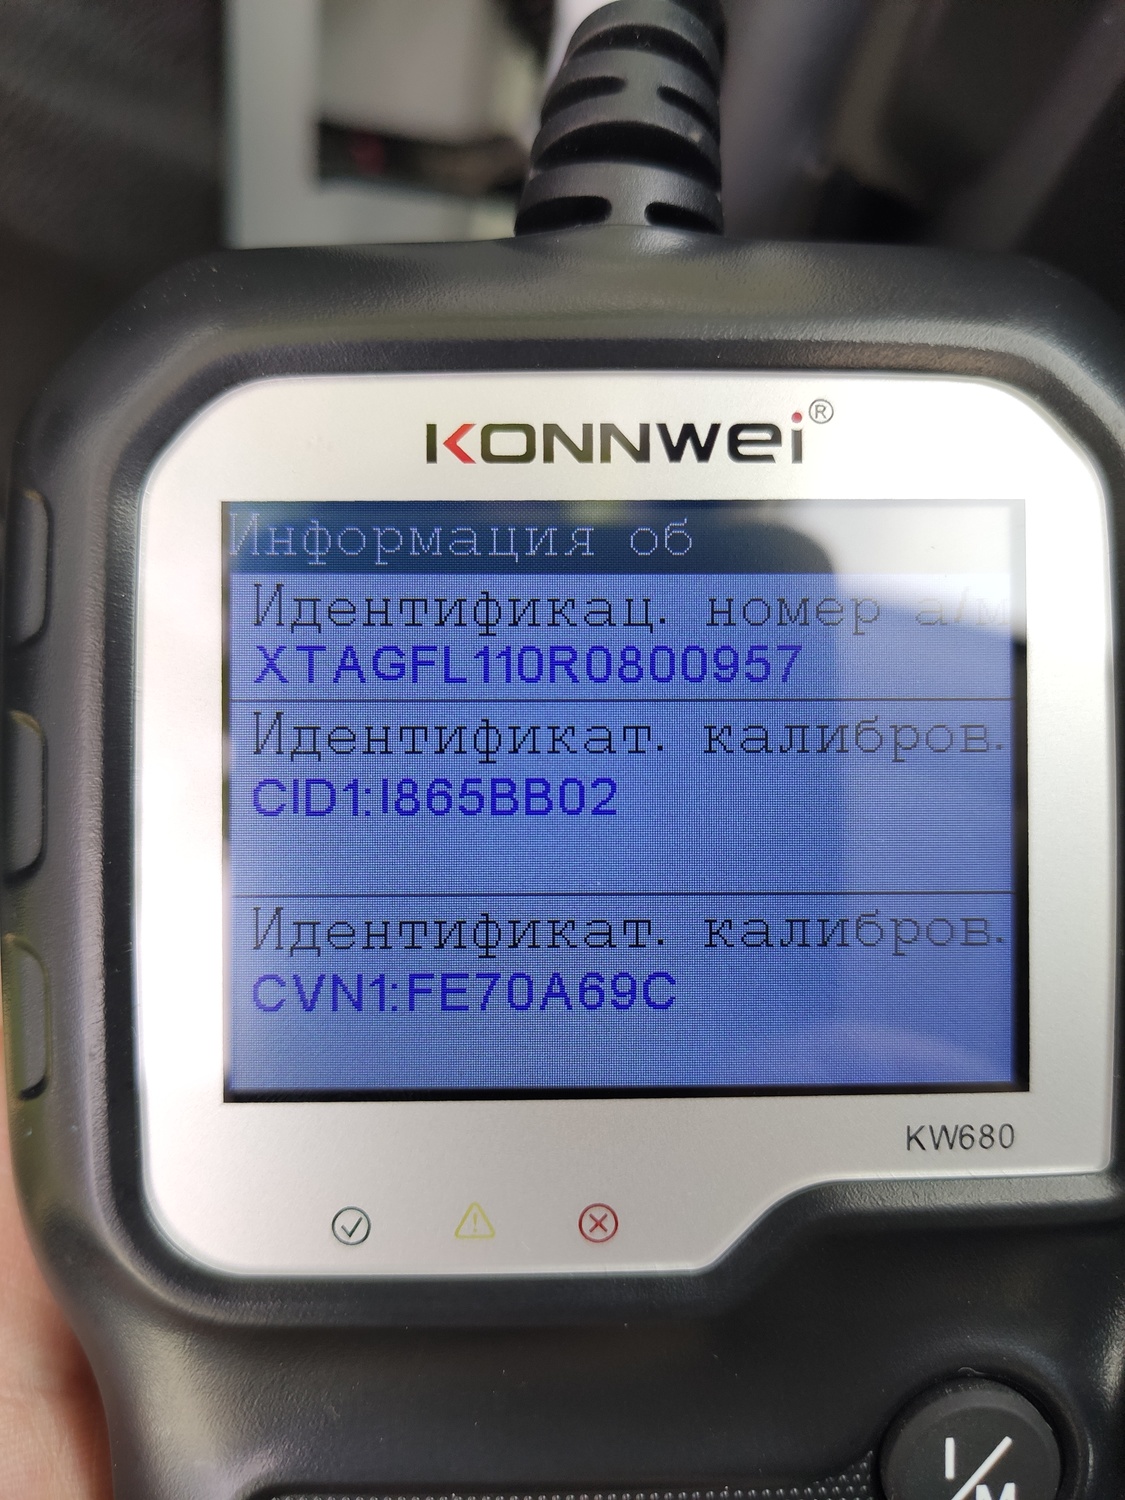 KONNWEI®
Информация об
Идентификац. номер а/м
XTAGFL110R0800957
Идентификат. калибров.
CID1:I865BB02
Идентификат. калибров.
CVN1:FE70A69C
KW680
I/M